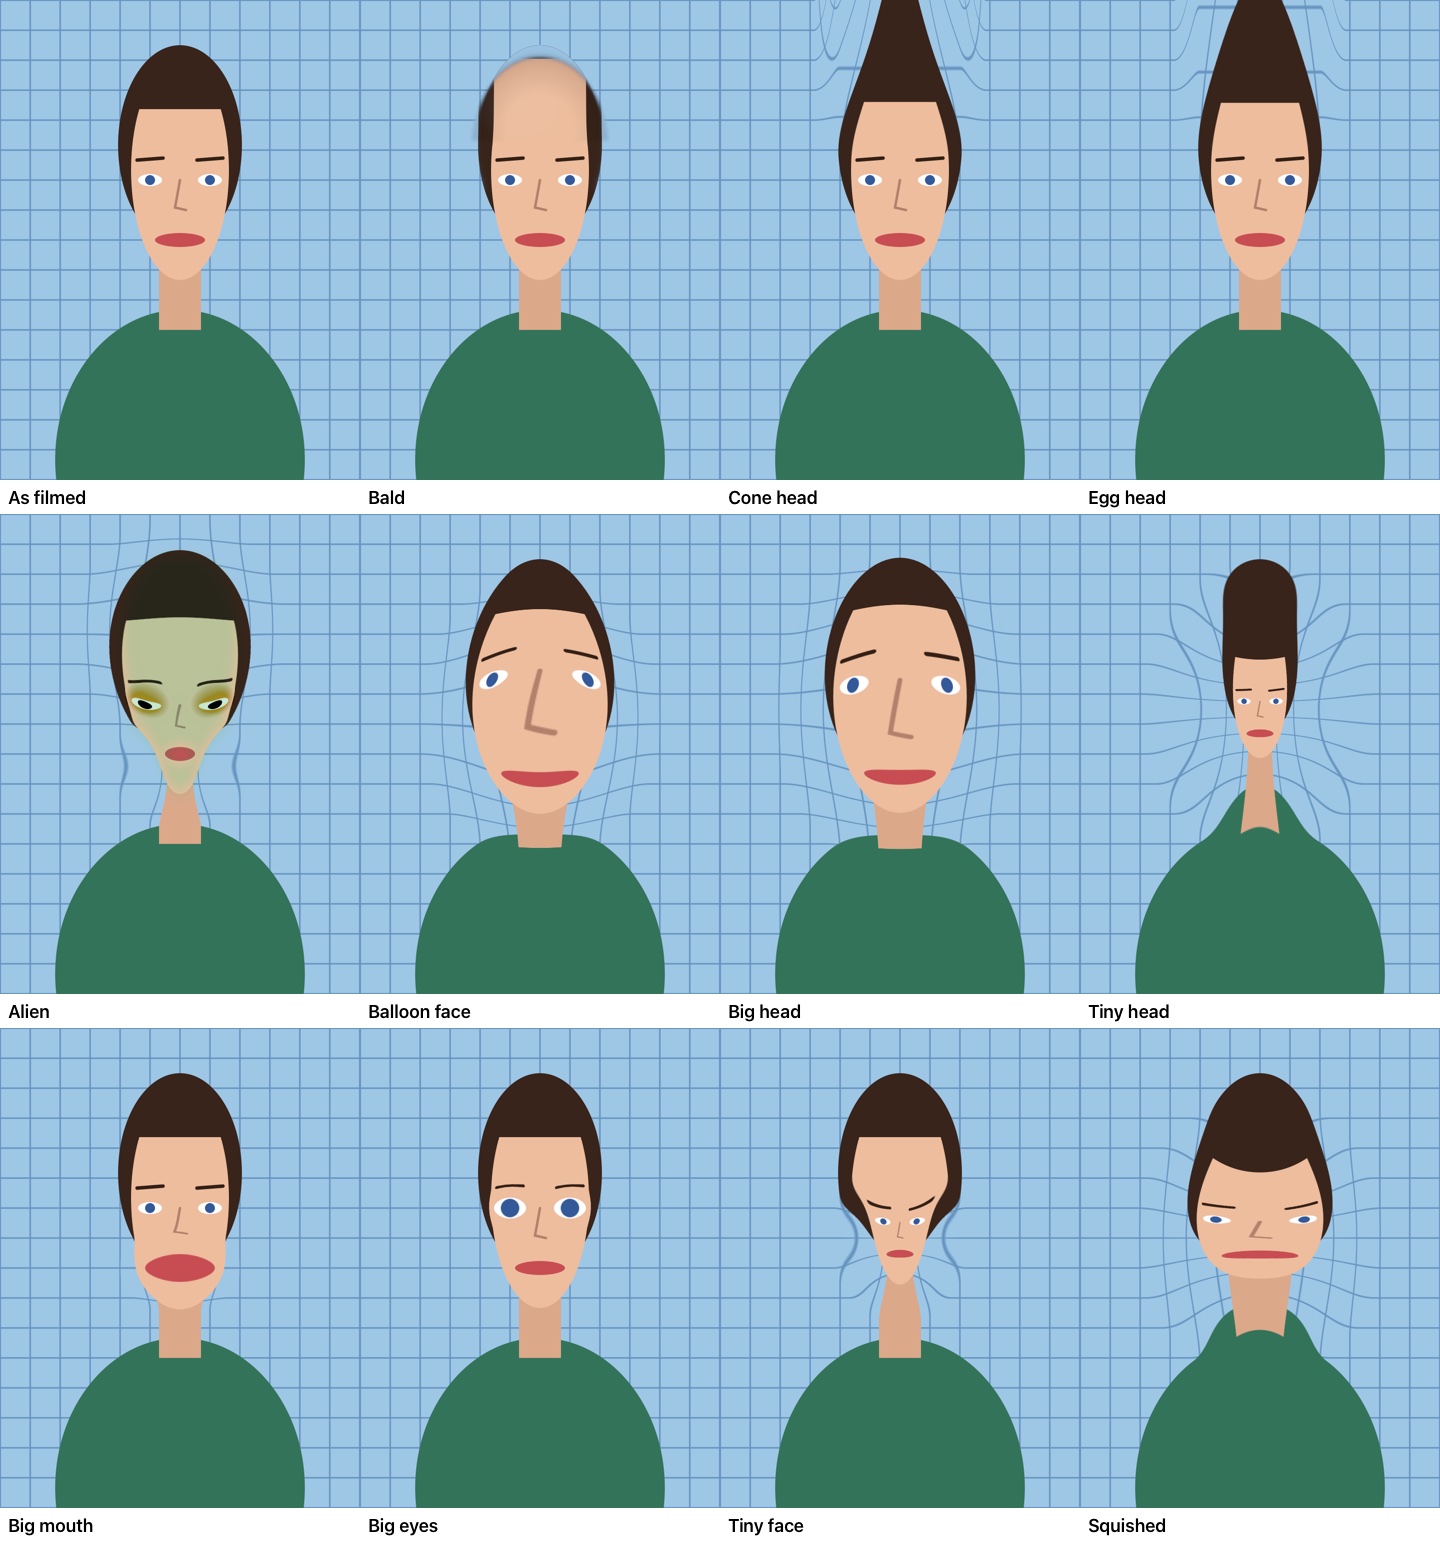 As filmed
Bald
Cone head
Egg head
Alien
Balloon face
Big head
Tiny head
Big mouth
Big eyes
Tiny face
Squished